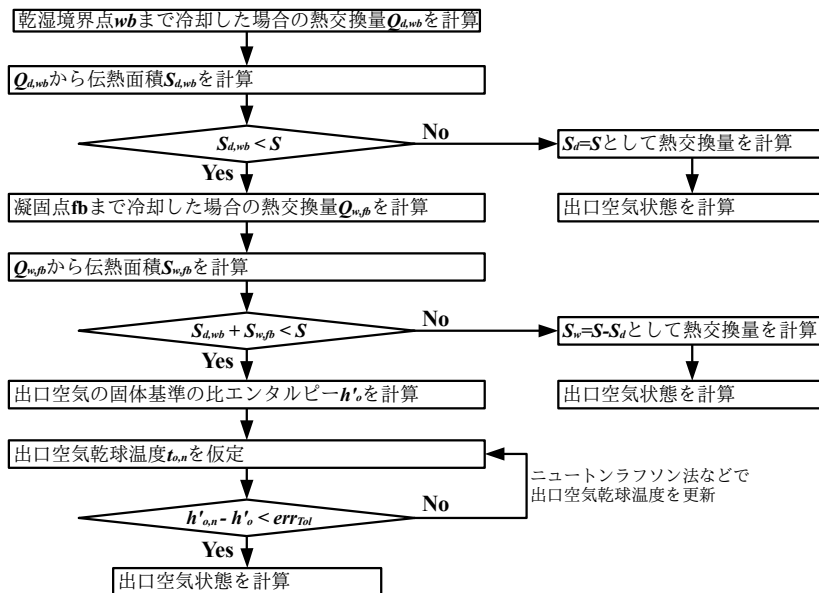 乾湿境界点wbまで冷却した場合の熱交換量Qd,wbを計算
Qd,wbから伝熱面積Sd,wbを計算
Sd,wb < S
No
Sd=Sとして熱交換量を計算
Yes
出口空気状態を計算
凝固点fbまで冷却した場合の熱交換量Qw,fbを計算
Qw,fbから伝熱面積Sw,fbを計算
Sd,wb + Sw,fb < S
No
Sw=S-Sdとして熱交換量を計算
Yes
出口空気状態を計算
出口空気の固体基準の比エンタルピーh'oを計算
出口空気乾球温度to,nを仮定
ニュートンラフソン法などで
出口空気乾球温度を更新
h'o,n - h'o < errTol
No
Yes
出口空気状態を計算